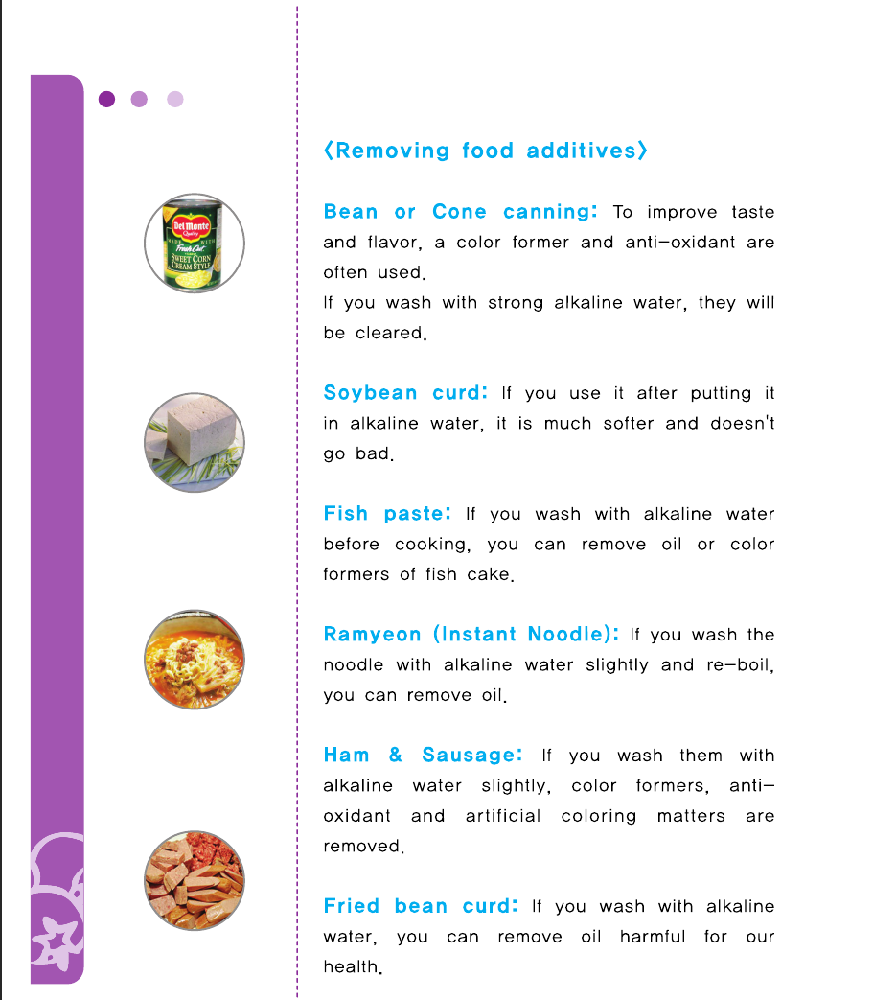 〈Removing food additives〉
Del Monte
Quality
MADE WITH
Fresh Cut
SWEET CORN
CREAM STYLE
Bean or Cone canning: To improve taste
and flavor, a color former and anti-oxidant are
often used.
If you wash with strong alkaline water, they will
be cleared.
Soybean curd: If you use it after putting it
in alkaline water, it is much softer and doesn't
go bad.
Fish paste: If you wash with alkaline water
before cooking, you can remove oil or color
formers of fish cake.
Ramyeon (Instant Noodle): If you wash the
noodle with alkaline water slightly and re-boil,
you can remove oil.
Ham & Sausage: If you wash them with
alkaline water slightly, color formers, anti-
oxidant and artificial coloring matters are
removed.
Fried bean curd: If you wash with alkaline
water, you can remove oil harmful for our
health.